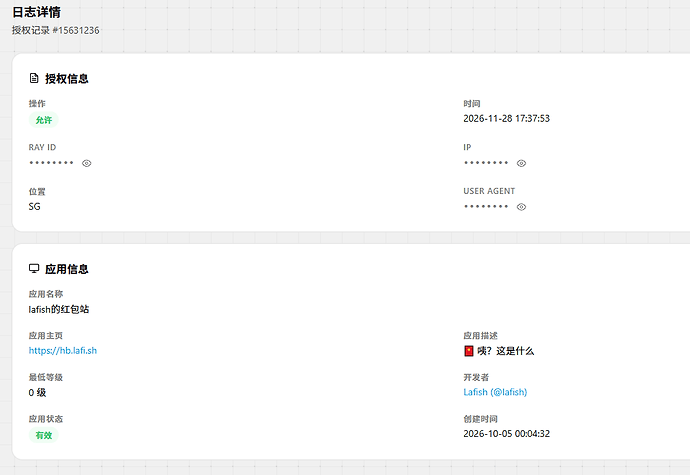 日志详情
授权记录 #15631236
授权信息
操作
允许
时间
2026-11-28 17:37:53
RAY ID
••••••••
IP
••••••••
位置
SG
USER AGENT
••••••••
应用信息
应用名称
lafish的红包站
应用主页
https://hb.lafi.sh
应用描述
🧧 咦？这是什么
最低等级
0 级
开发者
Lafish (@lafish)
应用状态
有效
创建时间
2026-10-05 00:04:32